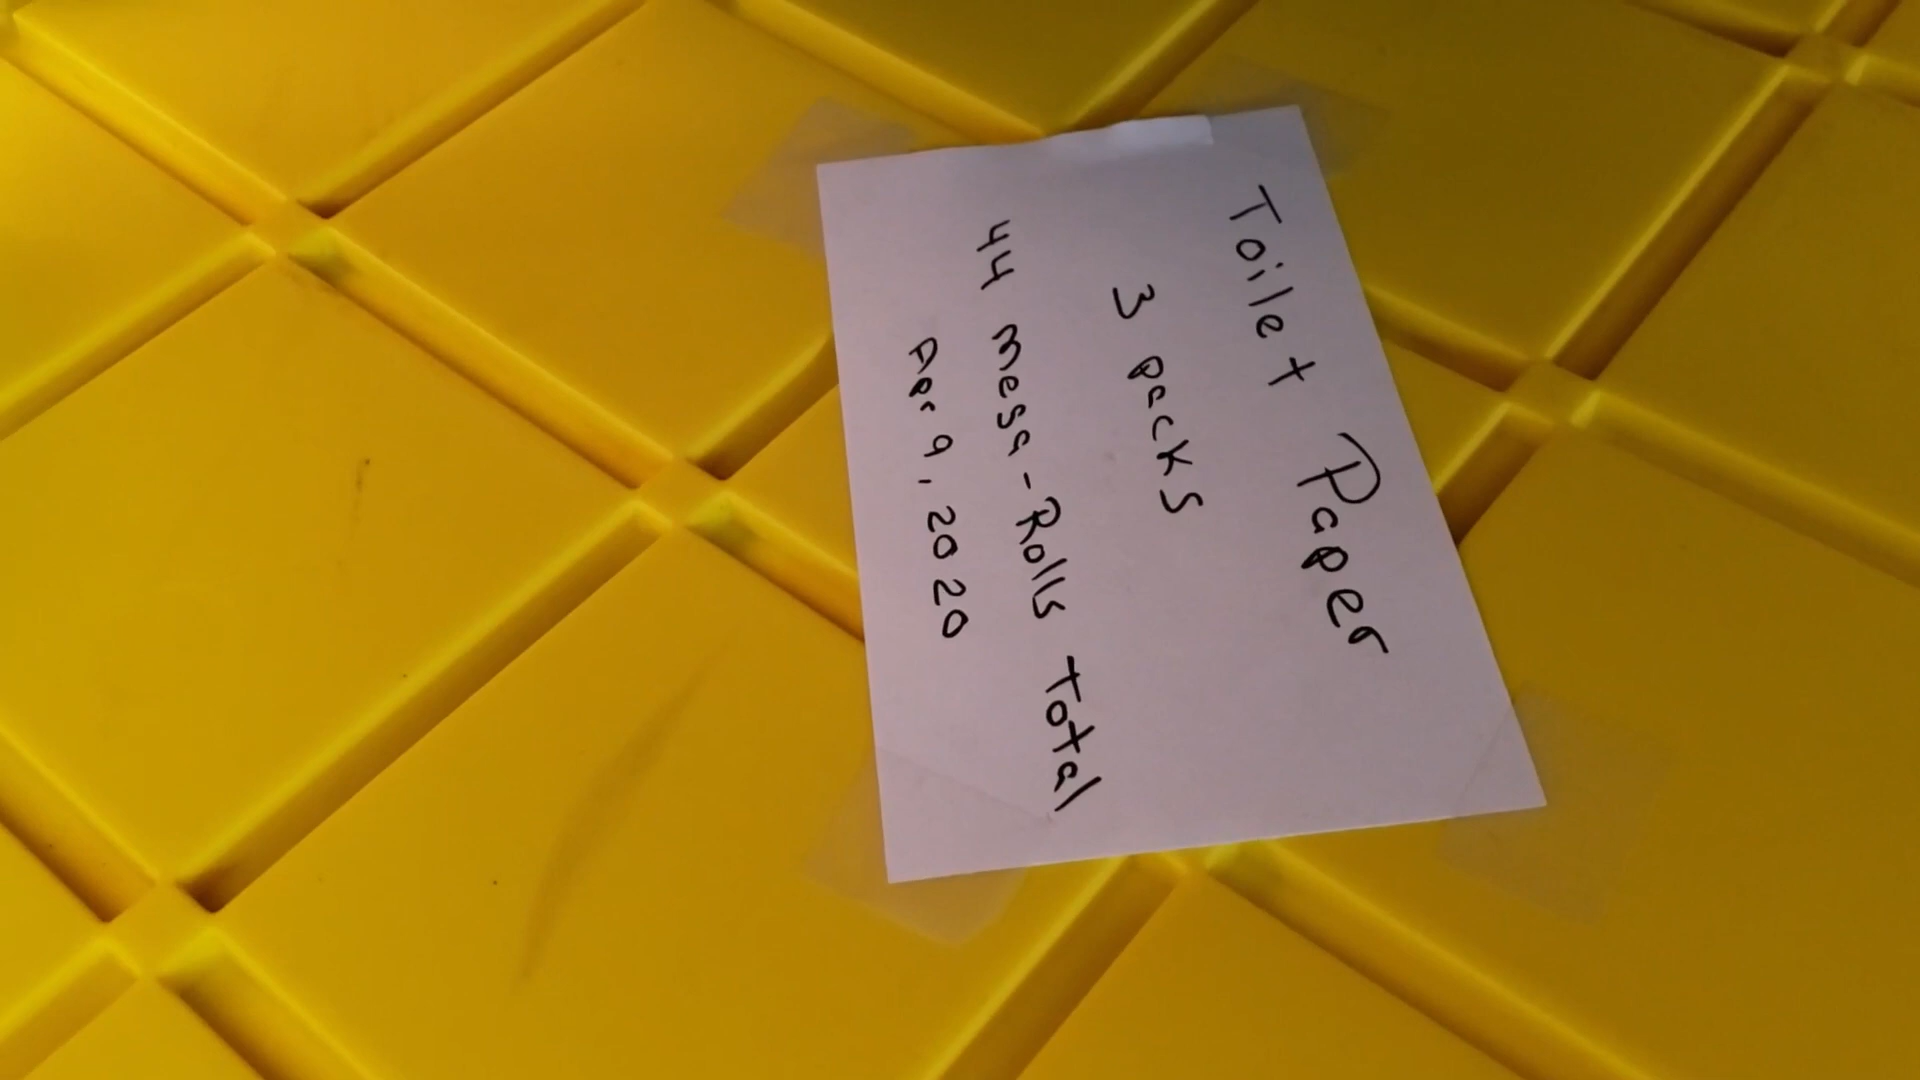 Toilet Paper
3 packs
44 mega-Rolls Total
Apr 9, 2020